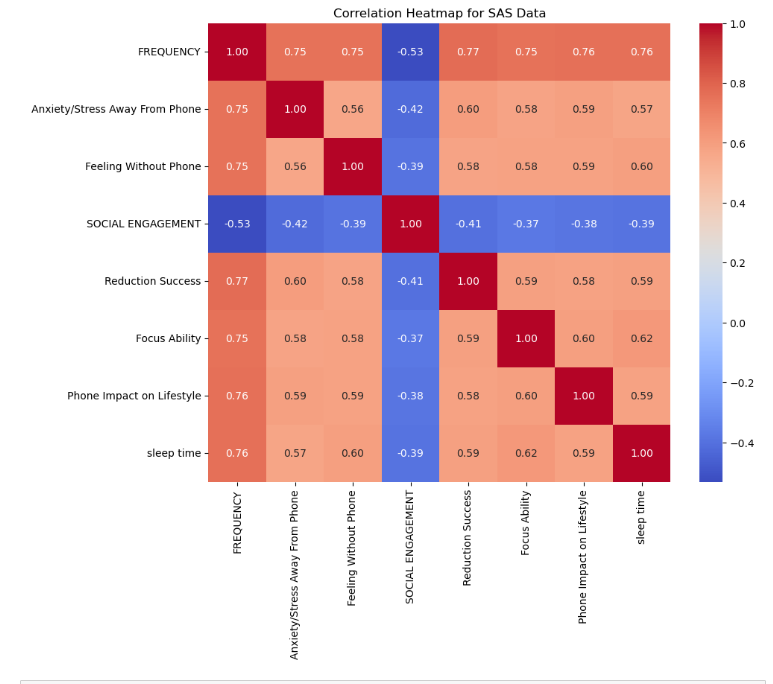 Correlation Heatmap for SAS Data
FREQUENCY 1.00 0.75 0.75 -0.53 0.77 0.75 0.76 0.76
Anxiety/Stress Away From Phone 0.75 1.00 0.56 -0.42 0.60 0.58 0.59 0.57
Feeling Without Phone 0.75 0.56 1.00 -0.39 0.58 0.58 0.59 0.60
SOCIAL ENGAGEMENT -0.53 -0.42 -0.39 1.00 -0.41 -0.37 -0.38 -0.39
Reduction Success 0.77 0.60 0.58 -0.41 1.00 0.59 0.58 0.59
Focus Ability 0.75 0.58 0.58 -0.37 0.59 1.00 0.60 0.62
Phone Impact on Lifestyle 0.76 0.59 0.59 -0.38 0.58 0.60 1.00 0.59
sleep time 0.76 0.57 0.60 -0.39 0.59 0.62 0.59 1.00
FREQUENCY
Anxiety/Stress Away From Phone
Feeling Without Phone
SOCIAL ENGAGEMENT
Reduction Success
Focus Ability
Phone Impact on Lifestyle
sleep time
1.0
0.8
0.6
0.4
0.2
0.0
−0.2
−0.4